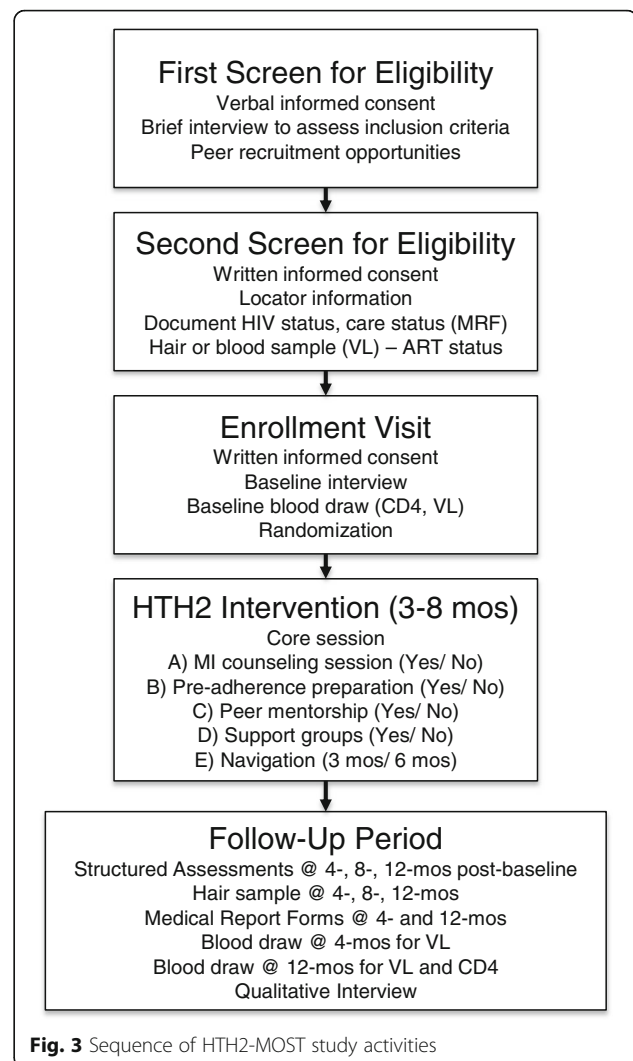 First Screen for Eligibility
Verbal informed consent
Brief interview to assess inclusion criteria
Peer recruitment opportunities
Second Screen for Eligibility
Written informed consent
Locator information
Document HIV status, care status (MRF)
Hair or blood sample (VL) – ART status
Enrollment Visit
Written informed consent
Baseline interview
Baseline blood draw (CD4, VL)
Randomization
HTH2 Intervention (3-8 mos)
Core session
A) MI counseling session (Yes/ No)
B) Pre-adherence preparation (Yes/ No)
C) Peer mentorship (Yes/ No)
D) Support groups (Yes/ No)
E) Navigation (3 mos/ 6 mos)
Follow-Up Period
Structured Assessments @ 4-, 8-, 12-mos post-baseline
Hair sample @ 4-, 8-, 12-mos
Medical Report Forms @ 4- and 12-mos
Blood draw @ 4-mos for VL
Blood draw @ 12-mos for VL and CD4
Qualitative Interview
Fig. 3 Sequence of HTH2-MOST study activities